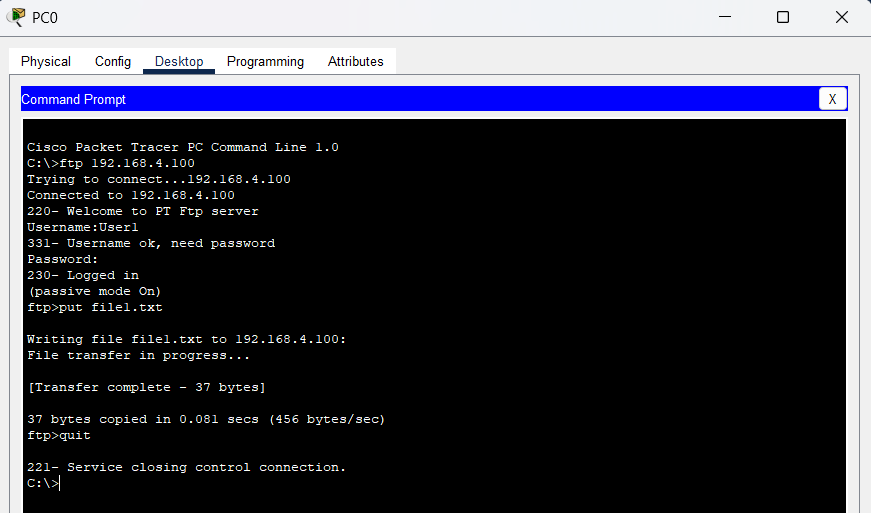 PC0
Physical Config Desktop Programming Attributes
Command Prompt
X
Cisco Packet Tracer PC Command Line 1.0
C:\>ftp 192.168.4.100
Trying to connect...192.168.4.100
Connected to 192.168.4.100
220- Welcome to PT Ftp server
Username:User1
331- Username ok, need password
Password:
230- Logged in
(passive mode On)
ftp>put file1.txt
Writing file file1.txt to 192.168.4.100:
File transfer in progress...
[Transfer complete - 37 bytes]
37 bytes copied in 0.081 secs (456 bytes/sec)
ftp>quit
221- Service closing control connection.
C:\>